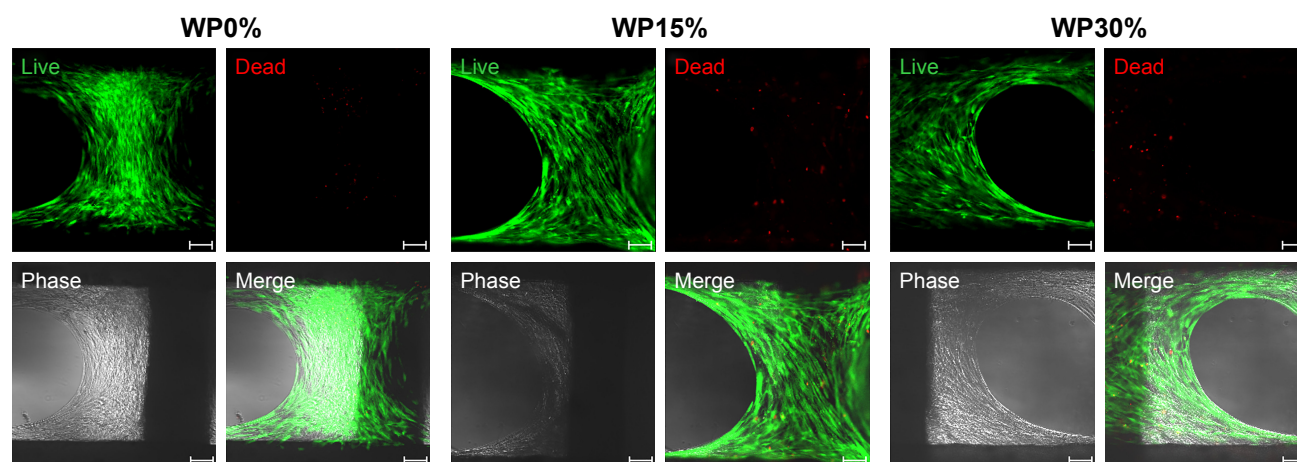 WP0%
WP15%
WP30%
Live
Dead
Live
Dead
Live
Dead
Phase
Merge
Phase
Merge
Phase
Merge